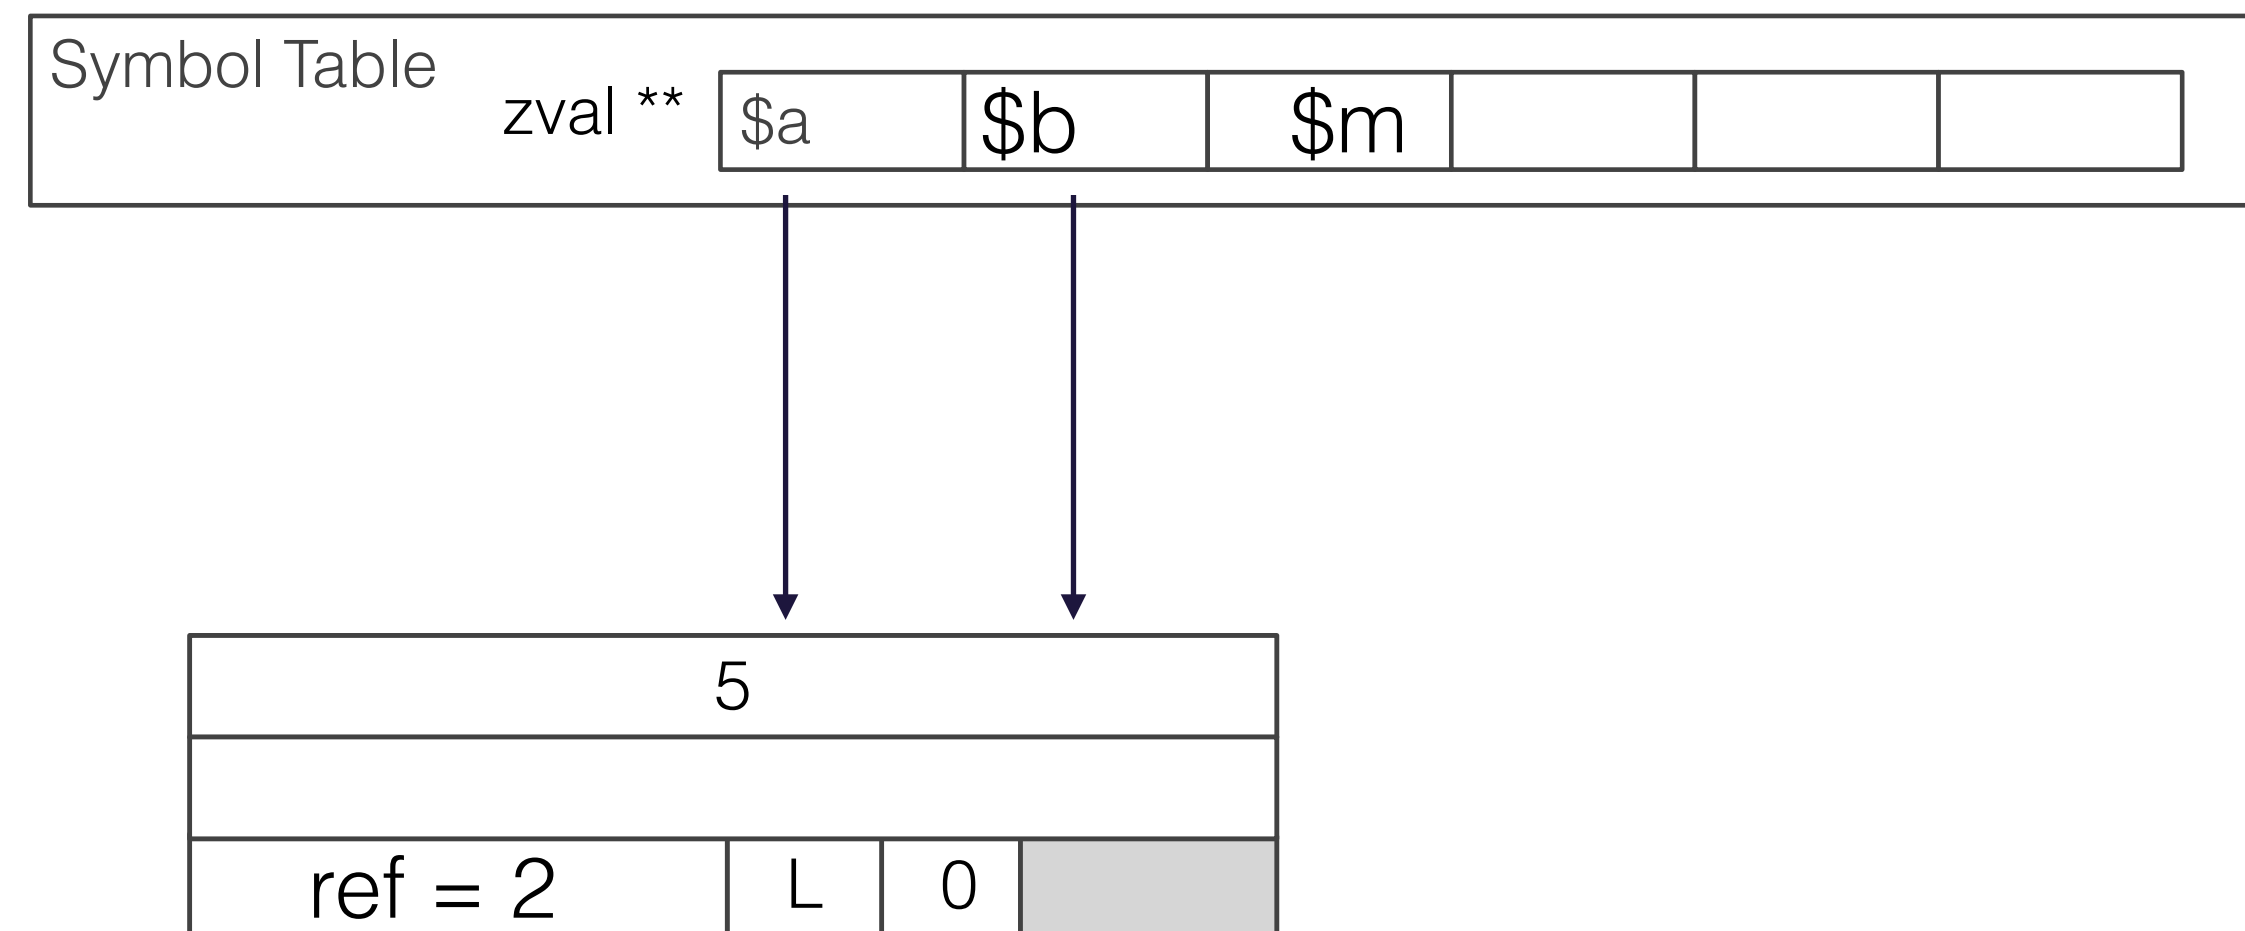 Symbol Table
zval ** $a $b $m
5
ref = 2 L 0